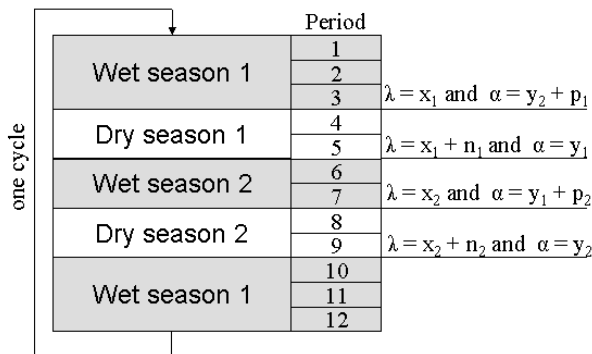 Period
Wet season 1
1
2
3
λ = x₁ and α = y₂ + p₁
Dry season 1
4
5
λ = x₁ + n₁ and α = y₁
Wet season 2
6
7
λ = x₂ and α = y₁ + p₂
Dry season 2
8
9
λ = x₂ + n₂ and α = y₂
Wet season 1
10
11
12
one cycle